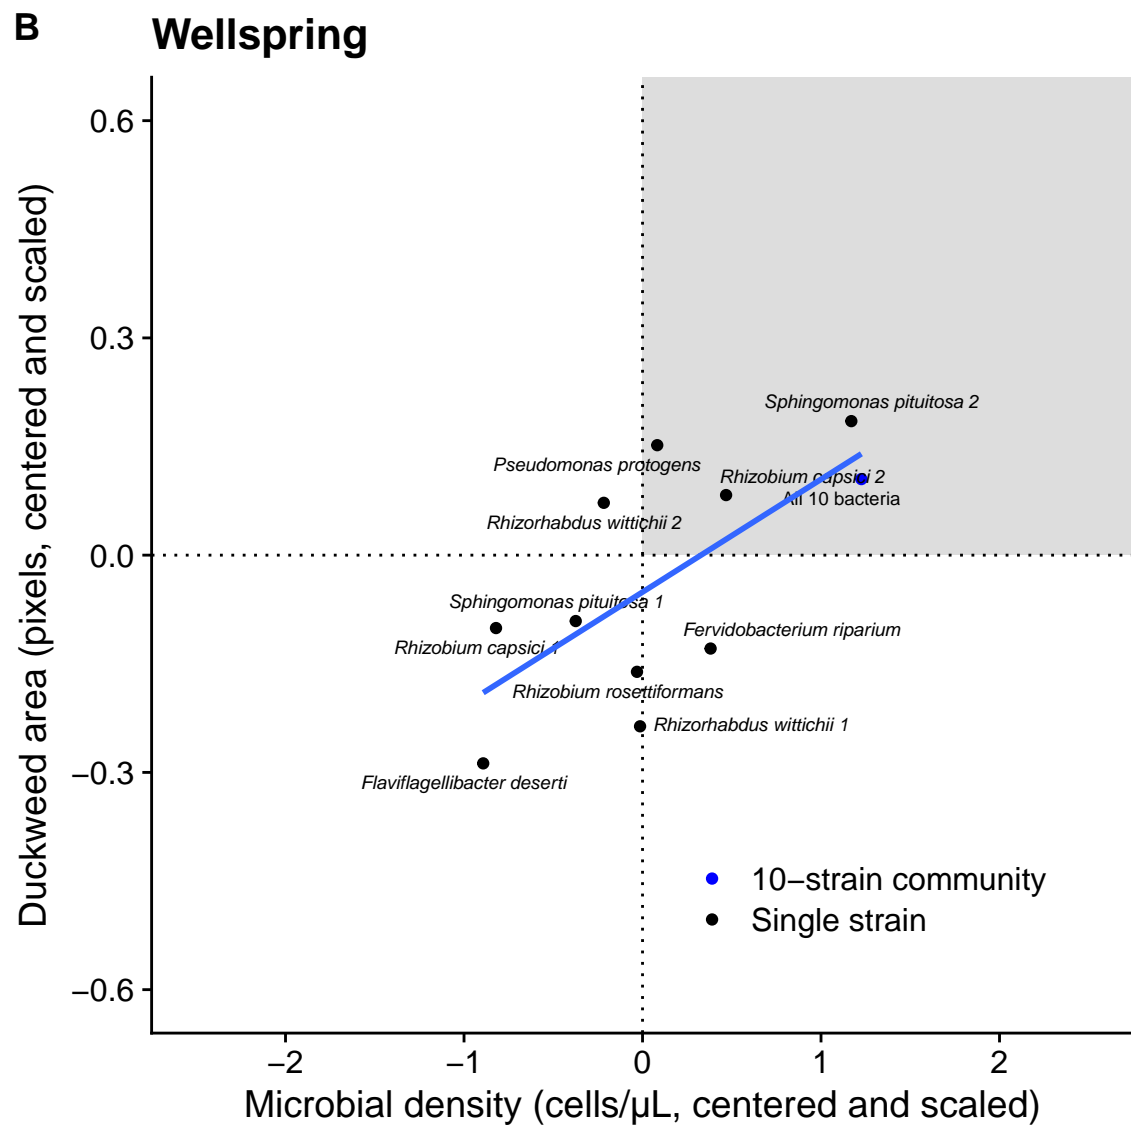 B
Wellspring
Duckweed area (pixels, centered and scaled)
0.6
0.3
0.0
−0.3
−0.6
Sphingomonas pituitosa 2
Pseudomonas protogens
Rhizobium capsici 2
All 10 bacteria
Rhizorhabdus wittichii 2
Sphingomonas pituitosa 1
Fervidobacterium riparium
Rhizobium capsici 1
Rhizobium rosettiformans
Rhizorhabdus wittichii 1
Flaviflagellibacter deserti
10−strain community
Single strain
−2 −1 0 1 2
Microbial density (cells/µL, centered and scaled)